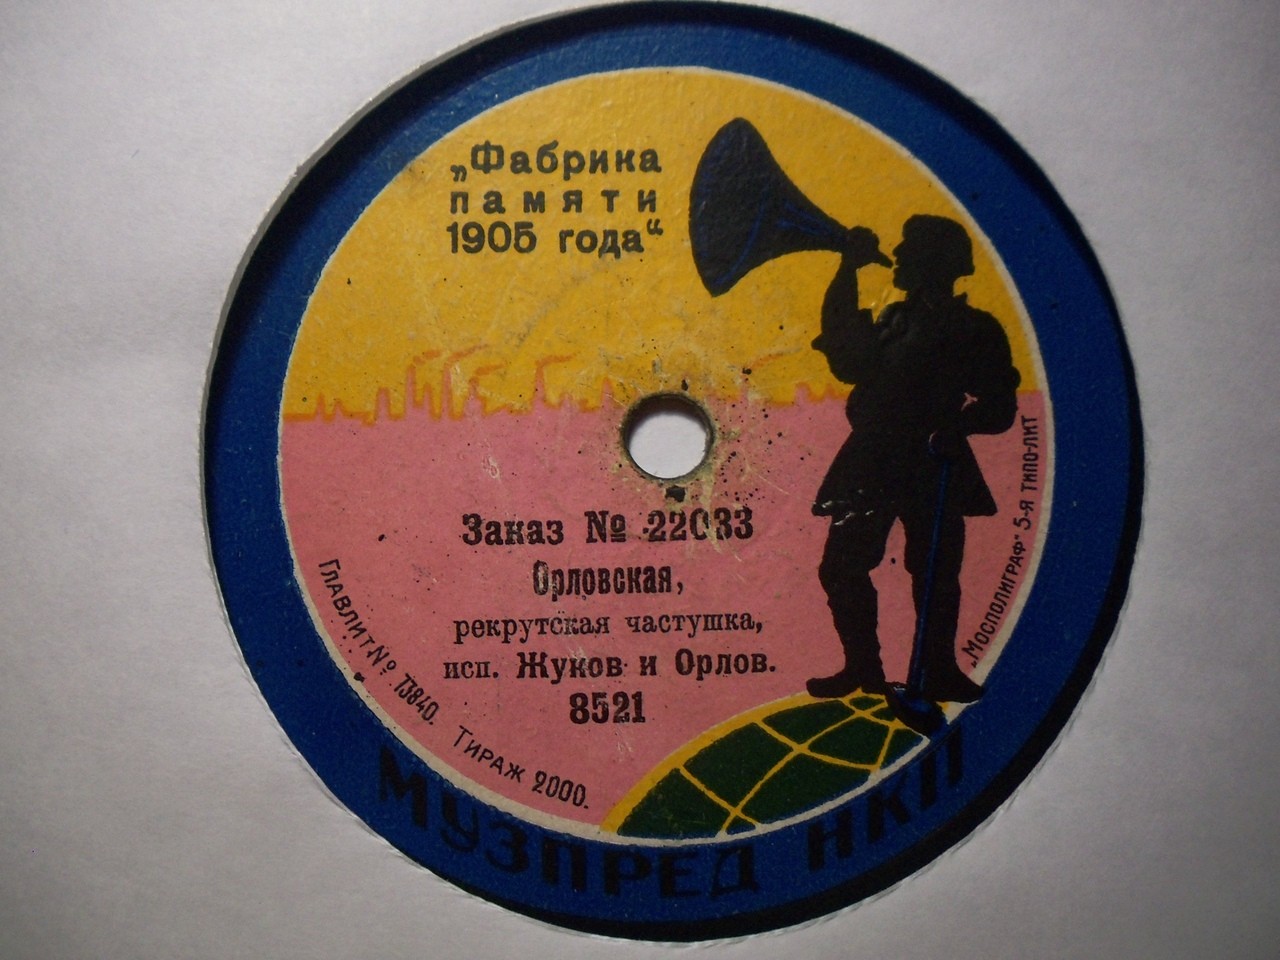 „Фабрика
памяти
1905 года“
Заказ № 22033
Орловская,
рекрутская частушка,
исп. Жуков и Орлов.
8521
Главлит № 13840. Тираж 2000.
„Мосполиграф“ 5-я типо-лит
МУЗПРЕД НКП